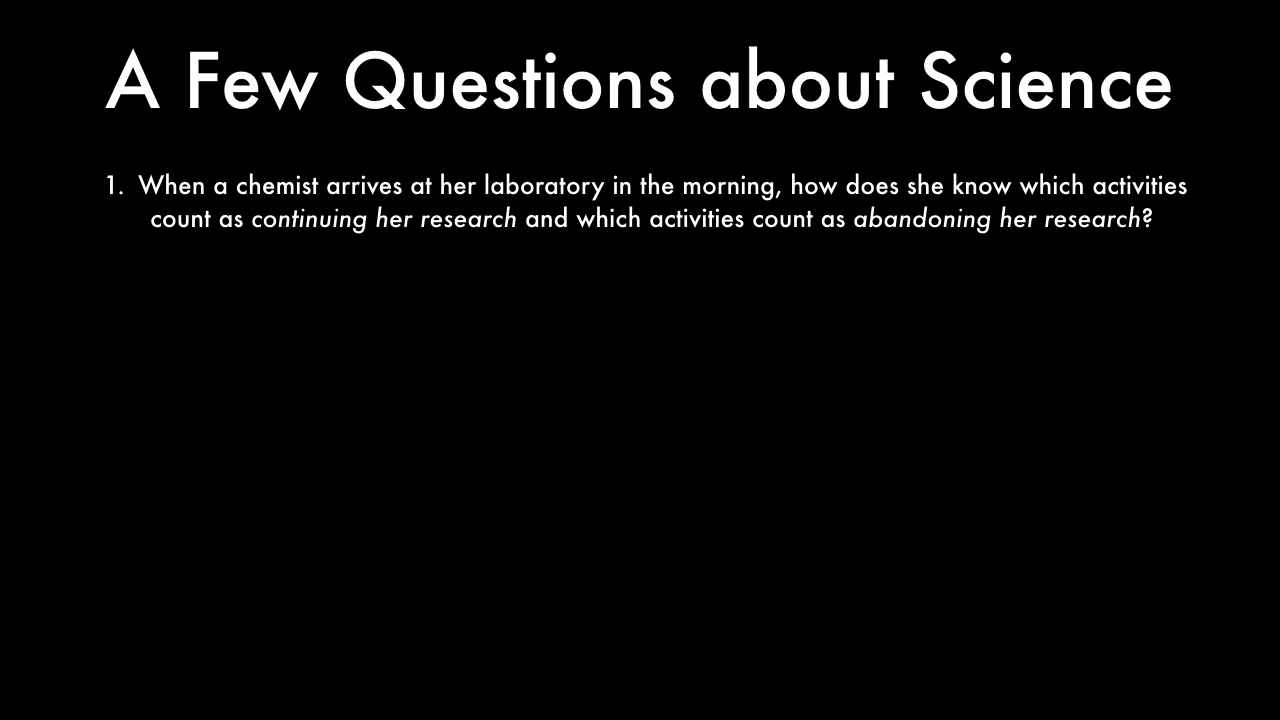 A Few Questions about Science
1. When a chemist arrives at her laboratory in the morning, how does she know which activities
count as continuing her research and which activities count as abandoning her research?